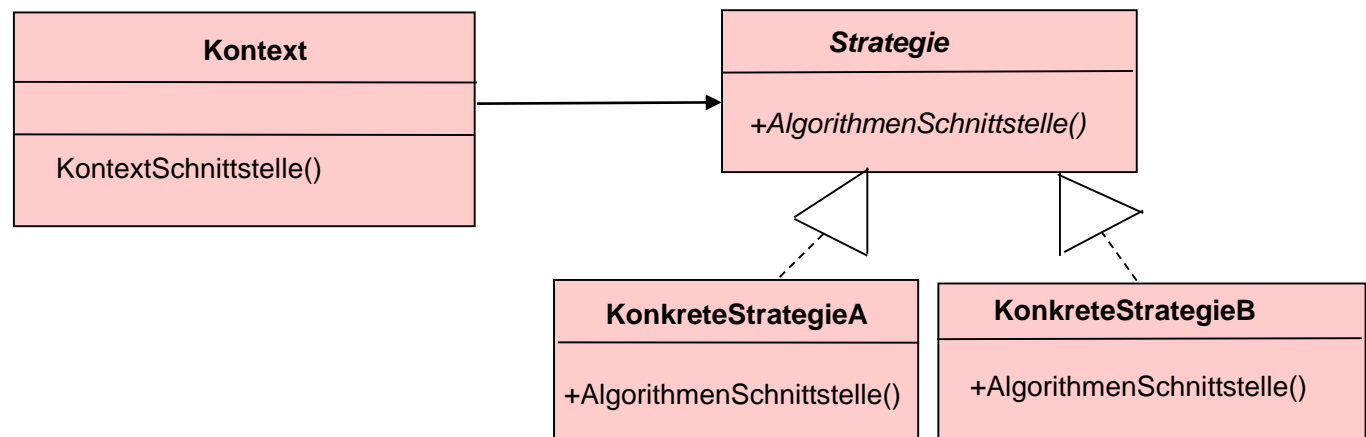 Kontext
KontextSchnittstelle()
Strategie
+AlgorithmenSchnittstelle()
KonkreteStrategieA
+AlgorithmenSchnittstelle()
KonkreteStrategieB
+AlgorithmenSchnittstelle()